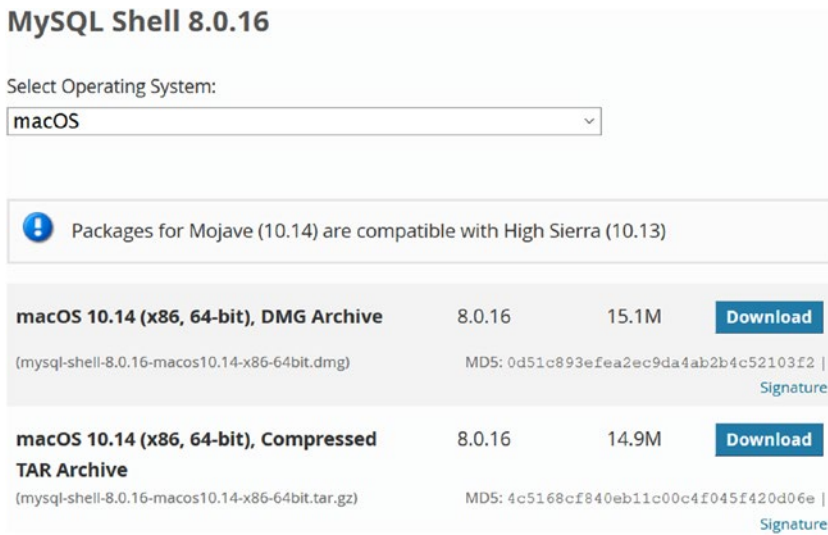 MySQL Shell 8.0.16
Select Operating System:
macOS
Packages for Mojave (10.14) are compatible with High Sierra (10.13)
macOS 10.14 (x86, 64-bit), DMG Archive 8.0.16 15.1M Download
(mysql-shell-8.0.16-macos10.14-x86-64bit.dmg) MD5: 0d51c893efea2ec9da4ab2b4c52103f2 |
Signature
macOS 10.14 (x86, 64-bit), Compressed 8.0.16 14.9M Download
TAR Archive
(mysql-shell-8.0.16-macos10.14-x86-64bit.tar.gz) MD5: 4c5168cf840eb11c00c4f045f420d06e |
Signature